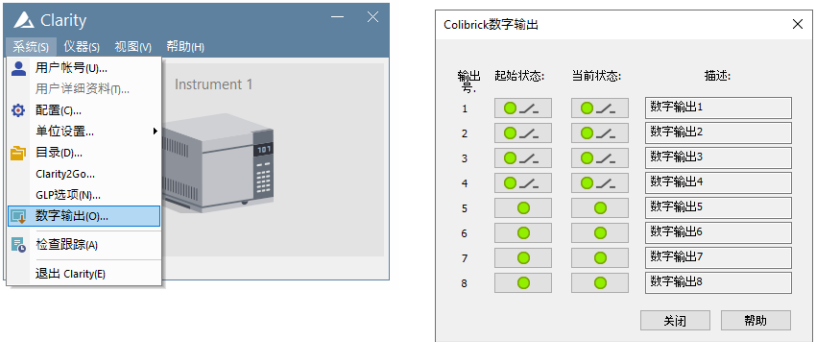 Clarity
系统(S) 仪器(S) 视图(V) 帮助(H)
用户帐号(U)...
用户详细资料(T)...
配置(C)...
单位设置...
目录(D)...
Clarity2Go...
GLP选项(N)...
数字输出(O)...
检查跟踪(A)
退出 Clarity(E)
Instrument 1
Colibrick数字输出
输出号. 起始状态: 当前状态: 描述:
1 数字输出1
2 数字输出2
3 数字输出3
4 数字输出4
5 数字输出5
6 数字输出6
7 数字输出7
8 数字输出8
关闭 帮助